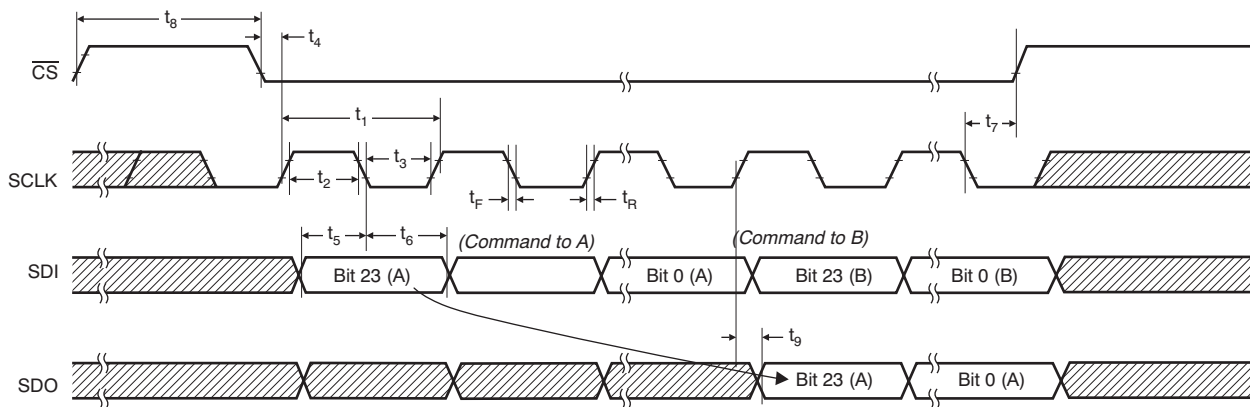 t8
t4
CS
t1
t7
t3
SCLK
t2
tF
tR
t5
t6
(Command to A)
(Command to B)
SDI
Bit 23 (A)
Bit 0 (A)
Bit 23 (B)
Bit 0 (B)
t9
SDO
Bit 23 (A)
Bit 0 (A)